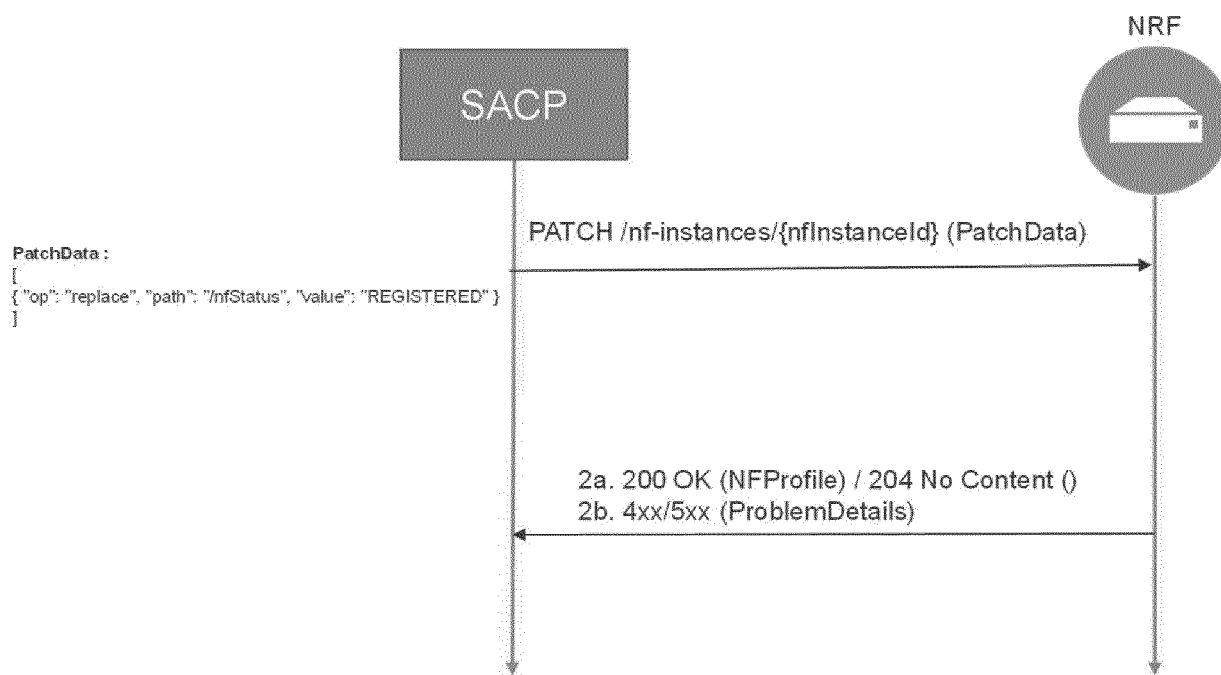 NRF
SACP
PATCH /nf-instances/{nfInstanceId} (PatchData)
PatchData :
[
{ "op": "replace", "path": "/nfStatus", "value": "REGISTERED" }
]
2a. 200 OK (NFProfile) / 204 No Content ()
2b. 4xx/5xx (ProblemDetails)